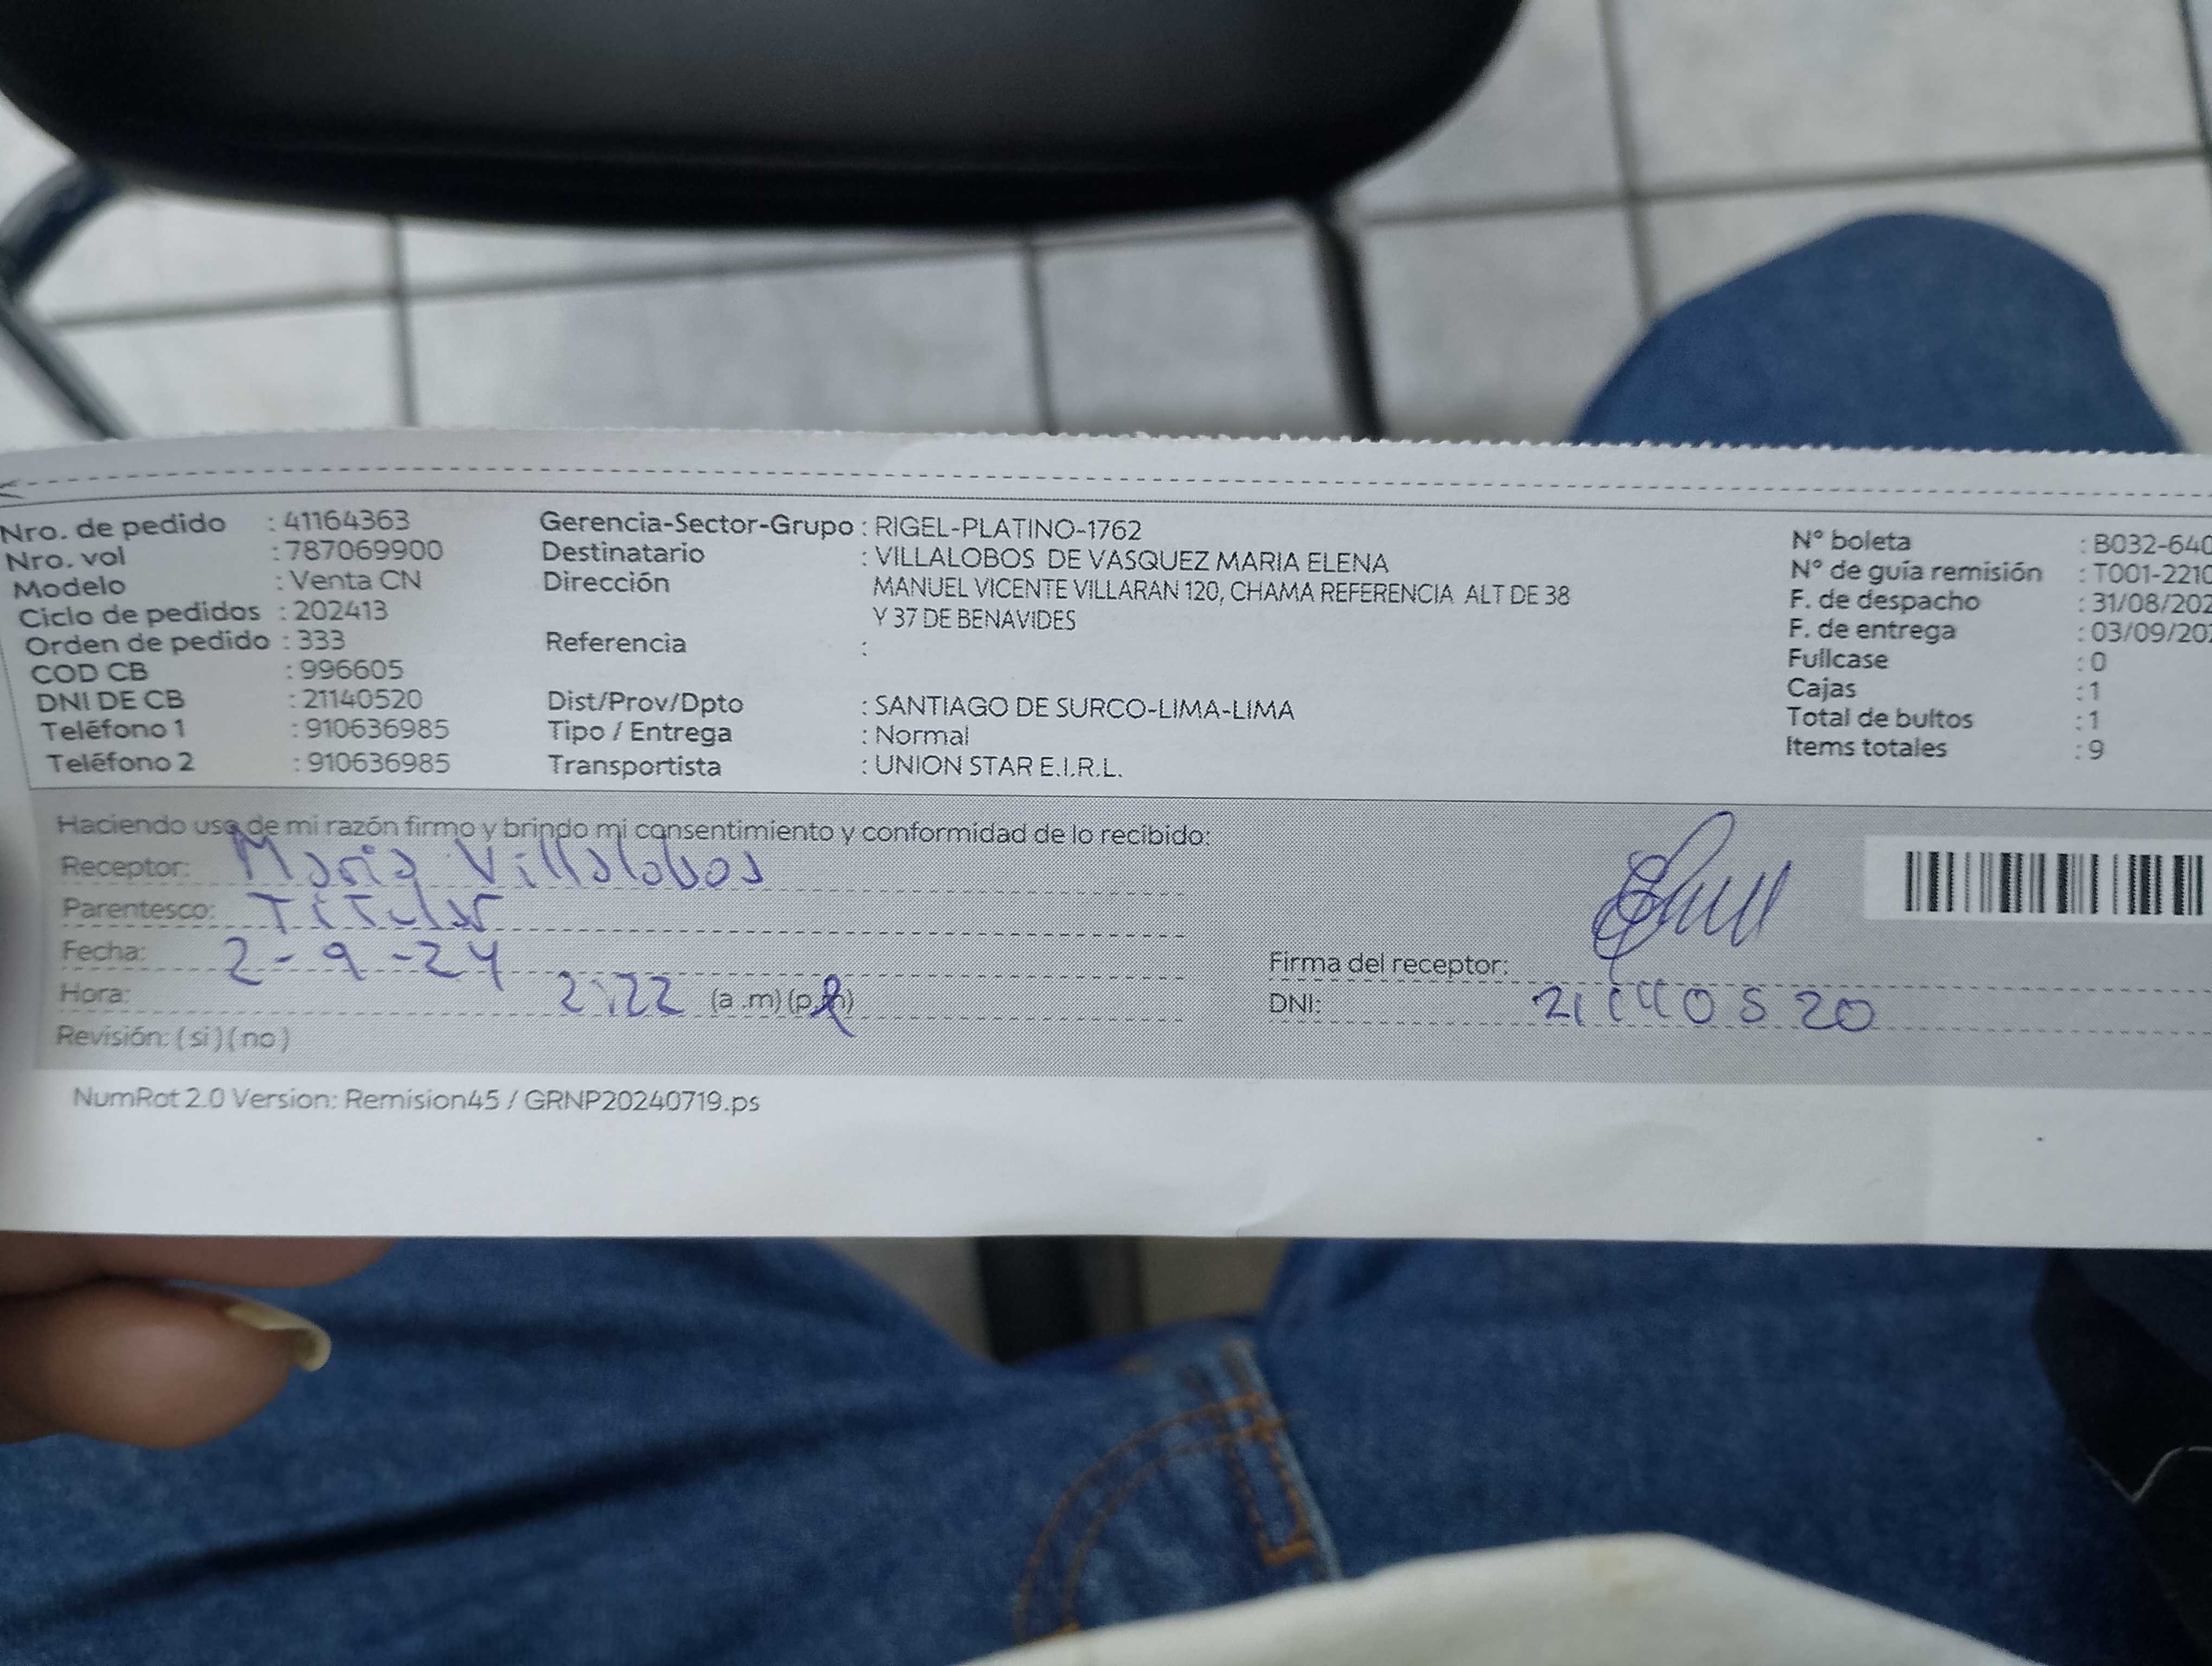 Nro. de pedido : 41164363
Nro. vol : 787069900
Modelo : Venta CN
Ciclo de pedidos : 202413
Orden de pedido : 333
COD CB : 996605
DNI DE CB : 21140520
Teléfono 1 : 910636985
Teléfono 2 : 910636985
Gerencia-Sector-Grupo : RIGEL-PLATINO-1762
Destinatario : VILLALOBOS DE VASQUEZ MARIA ELENA
Dirección MANUEL VICENTE VILLARAN 120, CHAMA REFERENCIA ALT DE 38
Y 37 DE BENAVIDES
Referencia :
Dist/Prov/Dpto : SANTIAGO DE SURCO-LIMA-LIMA
Tipo / Entrega : Normal
Transportista : UNION STAR E.I.R.L.
N° boleta : B032-640
N° de guía remisión : T001-2210
F. de despacho : 31/08/202
F. de entrega : 03/09/202
Fullcase : 0
Cajas : 1
Total de bultos : 1
Items totales : 9
Haciendo uso de mi razón firmo y brindo mi consentimiento y conformidad de lo recibido:
Receptor: Maria Villalobos
Parentesco: Titular
Fecha: 2-9-24
Hora: 2:22 (a.m)(p.m)
Revisión: (si)(no)
Firma del receptor:
DNI: 21140520
NumRot 2.0 Version: Remision45 / GRNP20240719.ps